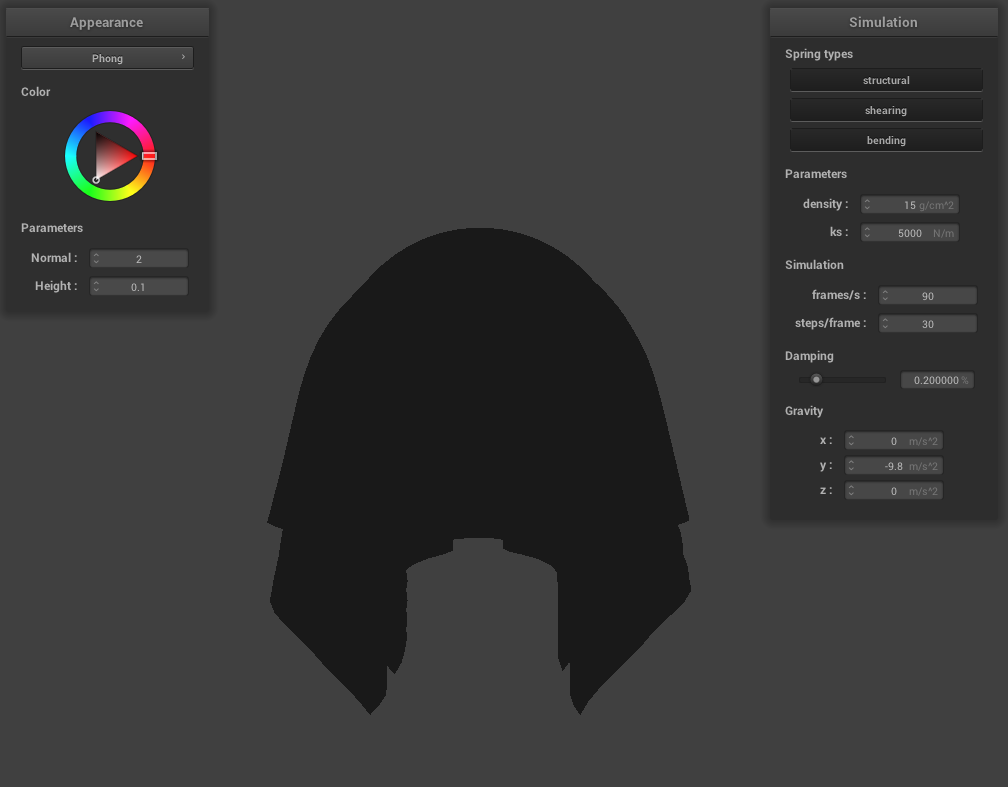 Appearance
Phong
Color
Parameters
Normal : 2
Height : 0.1
Simulation
Spring types
structural
shearing
bending
Parameters
density : 15 g/cm^2
ks : 5000 N/m
Simulation
frames/s : 90
steps/frame : 30
Damping
0.200000 %
Gravity
x : 0 m/s^2
y : -9.8 m/s^2
z : 0 m/s^2